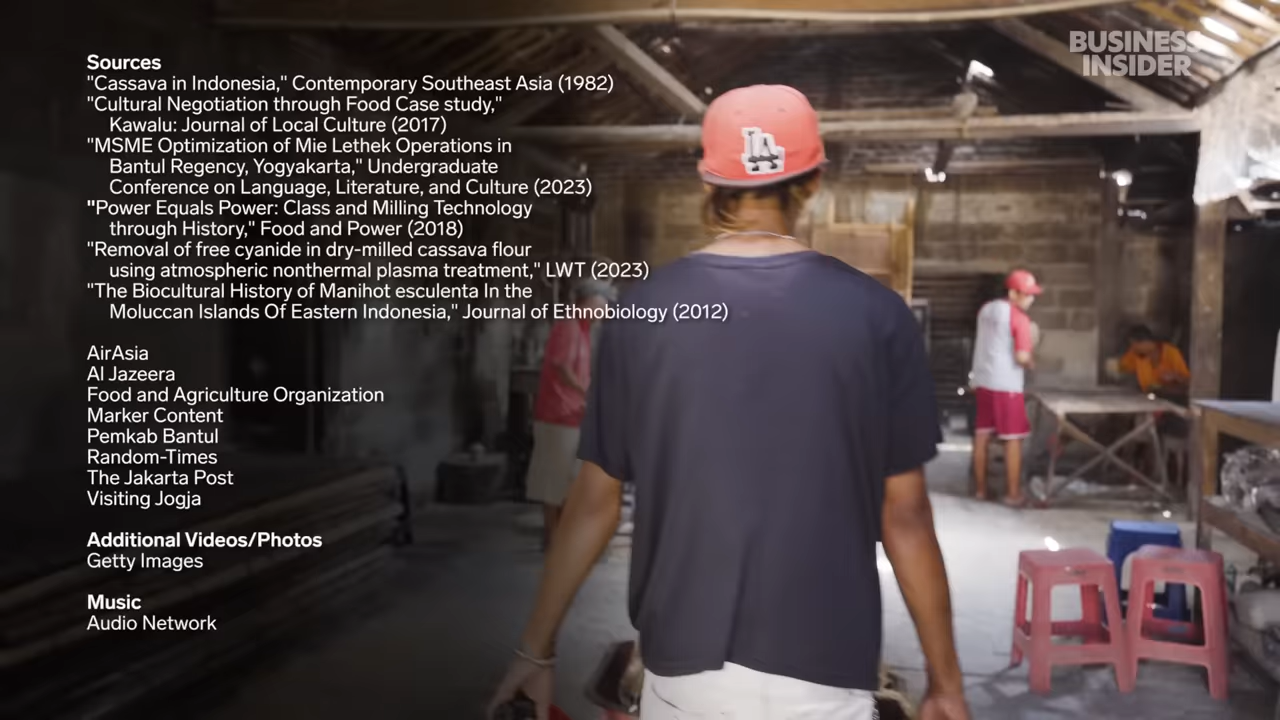 BUSINESS
INSIDER
Sources
"Cassava in Indonesia," Contemporary Southeast Asia (1982)
"Cultural Negotiation through Food Case study,"
Kawalu: Journal of Local Culture (2017)
"MSME Optimization of Mie Lethek Operations in
Bantul Regency, Yogyakarta," Undergraduate
Conference on Language, Literature, and Culture (2023)
"Power Equals Power: Class and Milling Technology
through History," Food and Power (2018)
"Removal of free cyanide in dry-milled cassava flour
using atmospheric nonthermal plasma treatment," LWT (2023)
"The Biocultural History of Manihot esculenta In the
Moluccan Islands Of Eastern Indonesia," Journal of Ethnobiology (2012)
AirAsia
Al Jazeera
Food and Agriculture Organization
Marker Content
Pemkab Bantul
Random-Times
The Jakarta Post
Visiting Jogja
Additional Videos/Photos
Getty Images
Music
Audio Network
LA